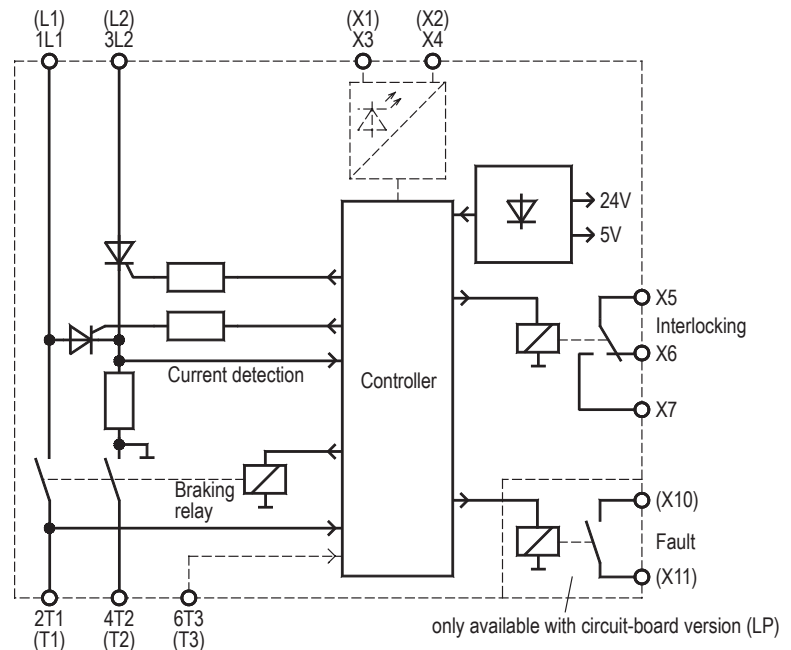 (L1) (L2) (X1) (X2)
1L1 3L2 X3 X4
24V
5V
X5
Interlocking
X6
Current detection
Controller
X7
Braking
relay
(X10)
Fault
(X11)
2T1 4T2 6T3
(T1) (T2) (T3)
only available with circuit-board version (LP)